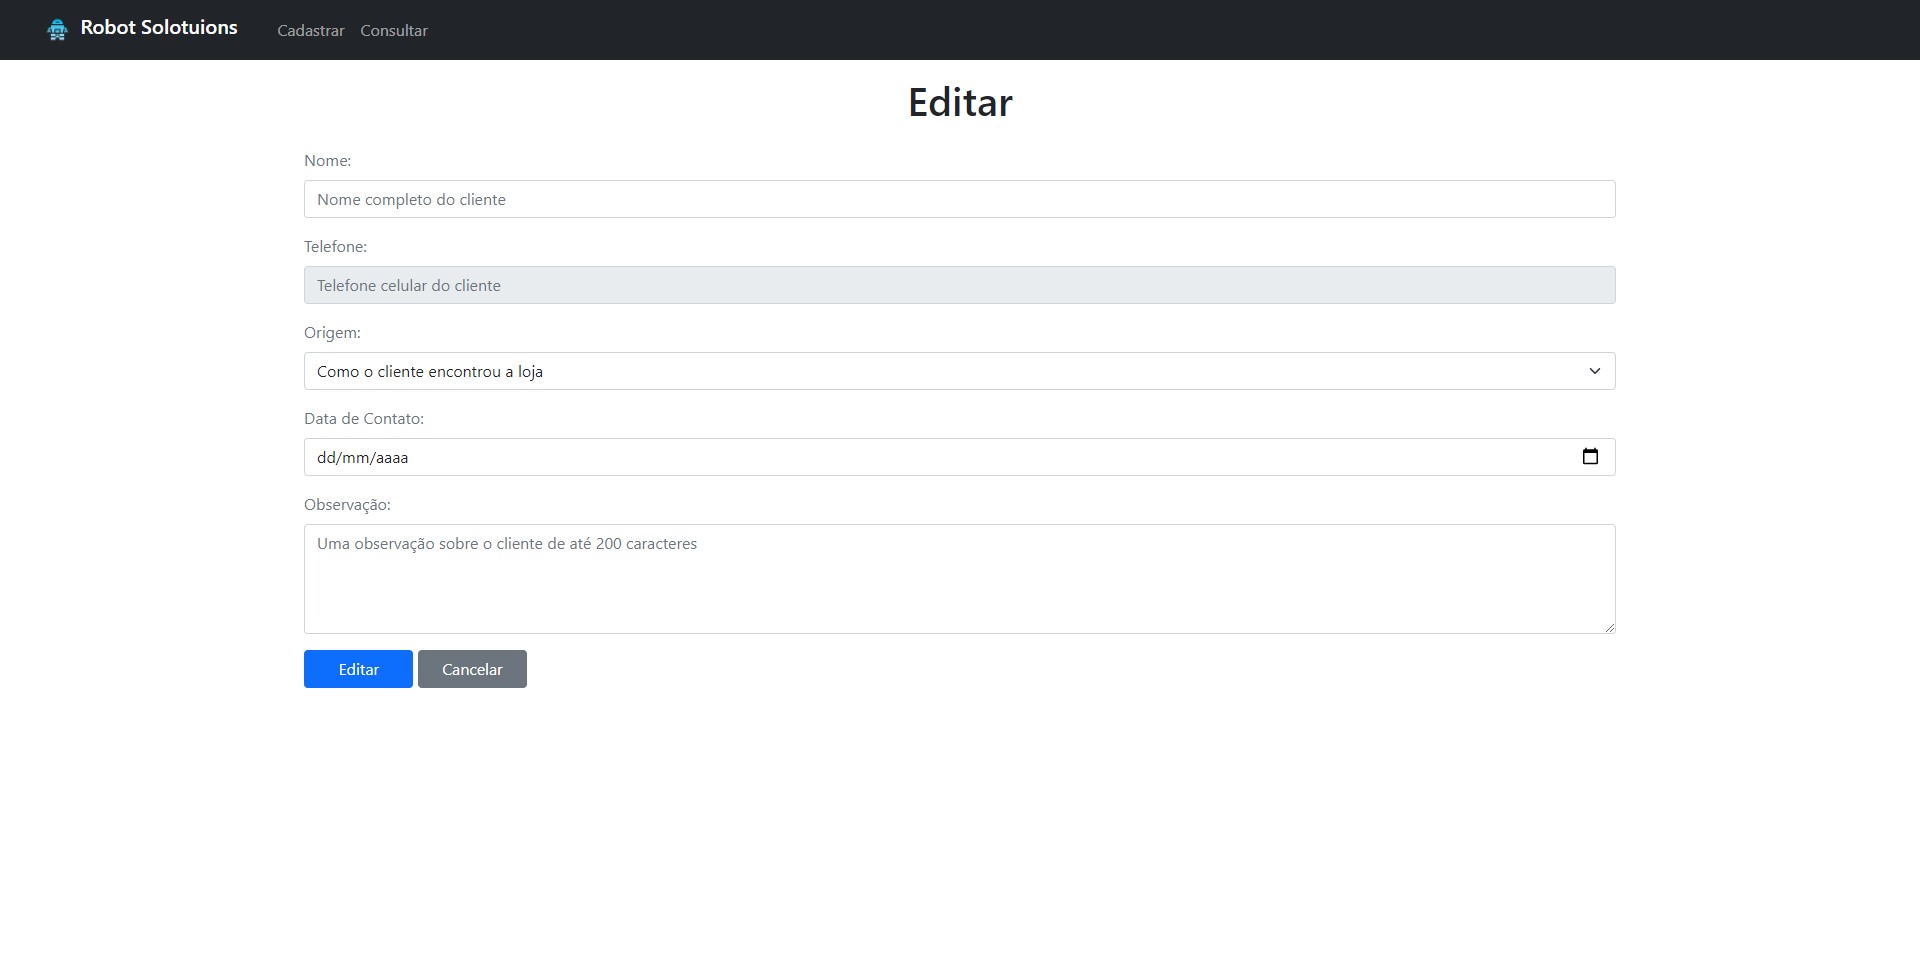 Robot Solotuions Cadastrar Consultar
Editar
Nome:
Nome completo do cliente
Telefone:
Telefone celular do cliente
Origem:
Como o cliente encontrou a loja
Data de Contato:
dd/mm/aaaa
Observação:
Uma observação sobre o cliente de até 200 caracteres
Editar Cancelar